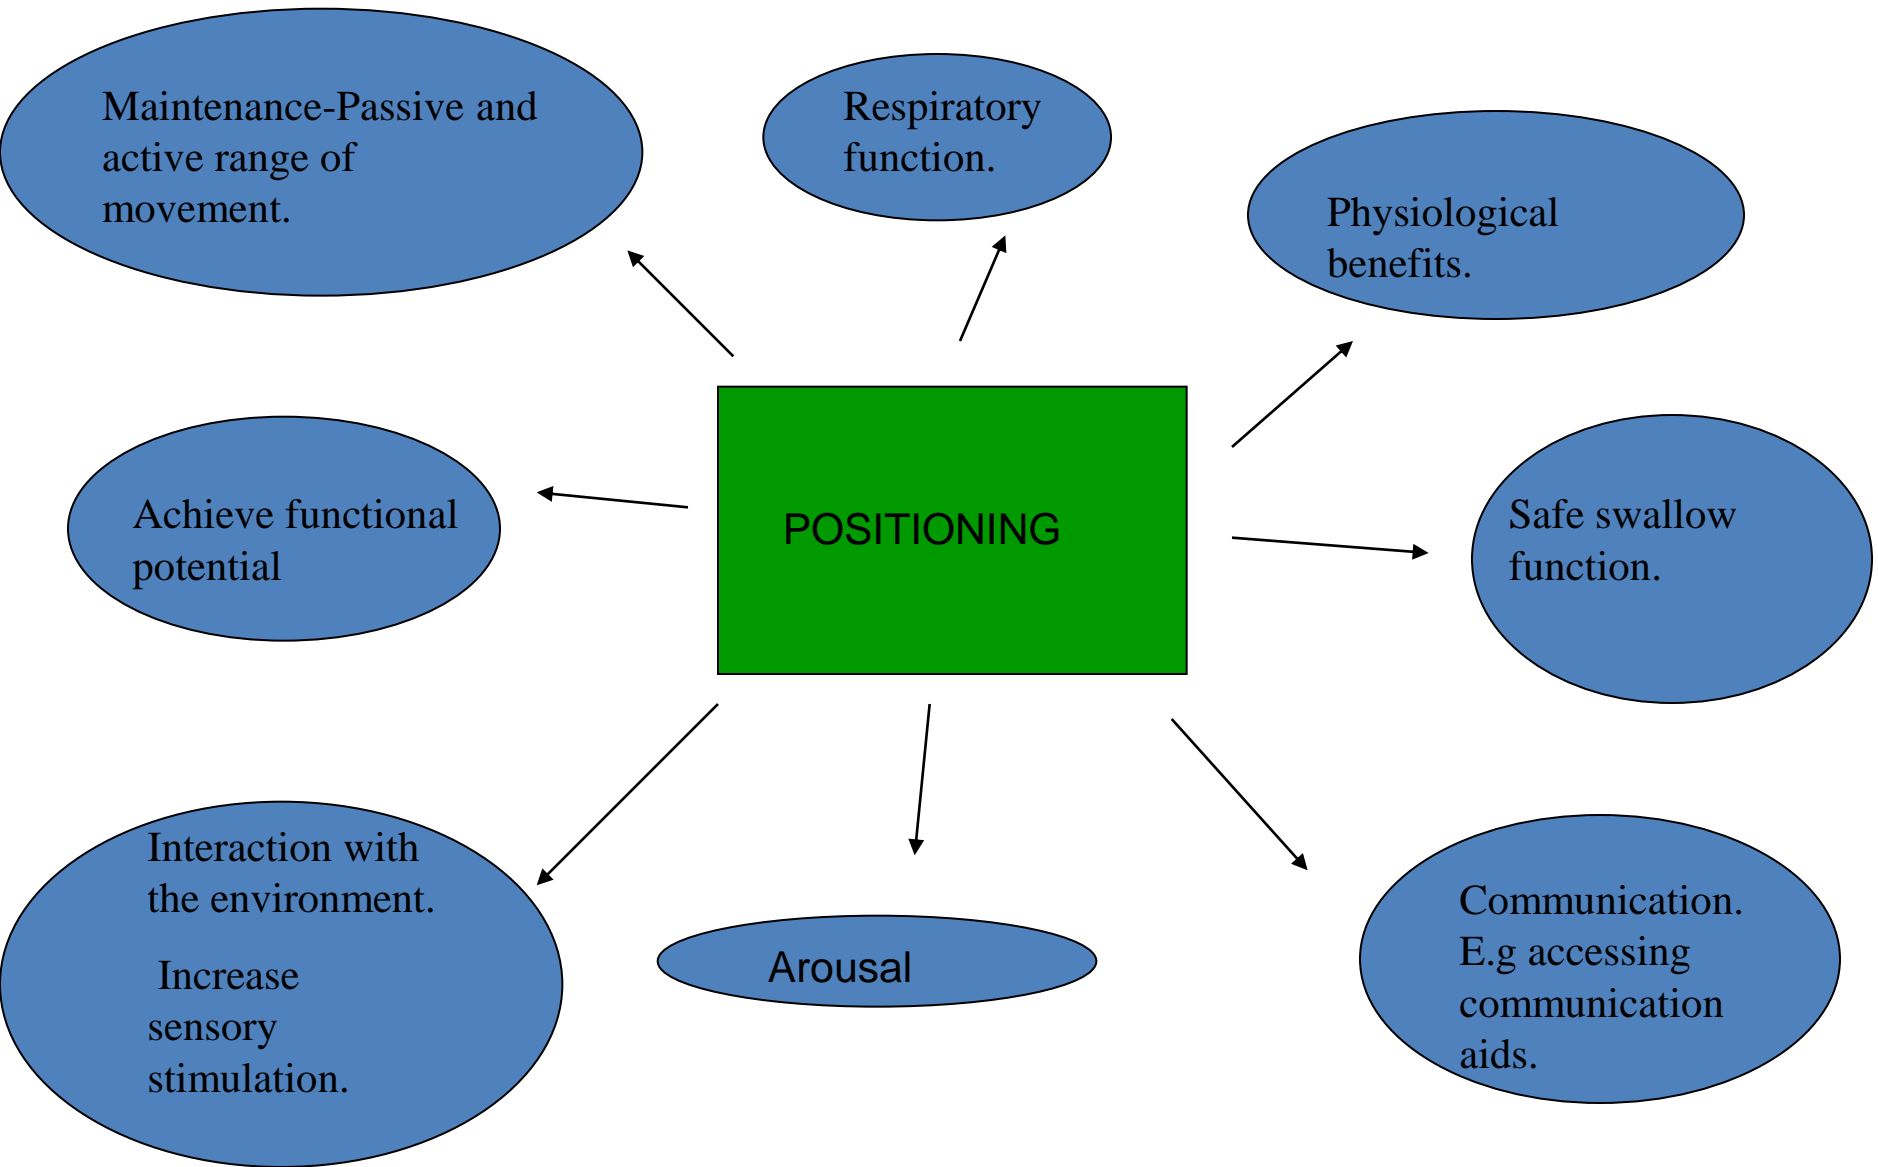 Maintenance-Passive and
active range of
movement.
Respiratory
function.
Physiological
benefits.
Achieve functional
potential
POSITIONING
Safe swallow
function.
Interaction with
the environment.
Increase
sensory
stimulation.
Arousal
Communication.
E.g accessing
communication
aids.